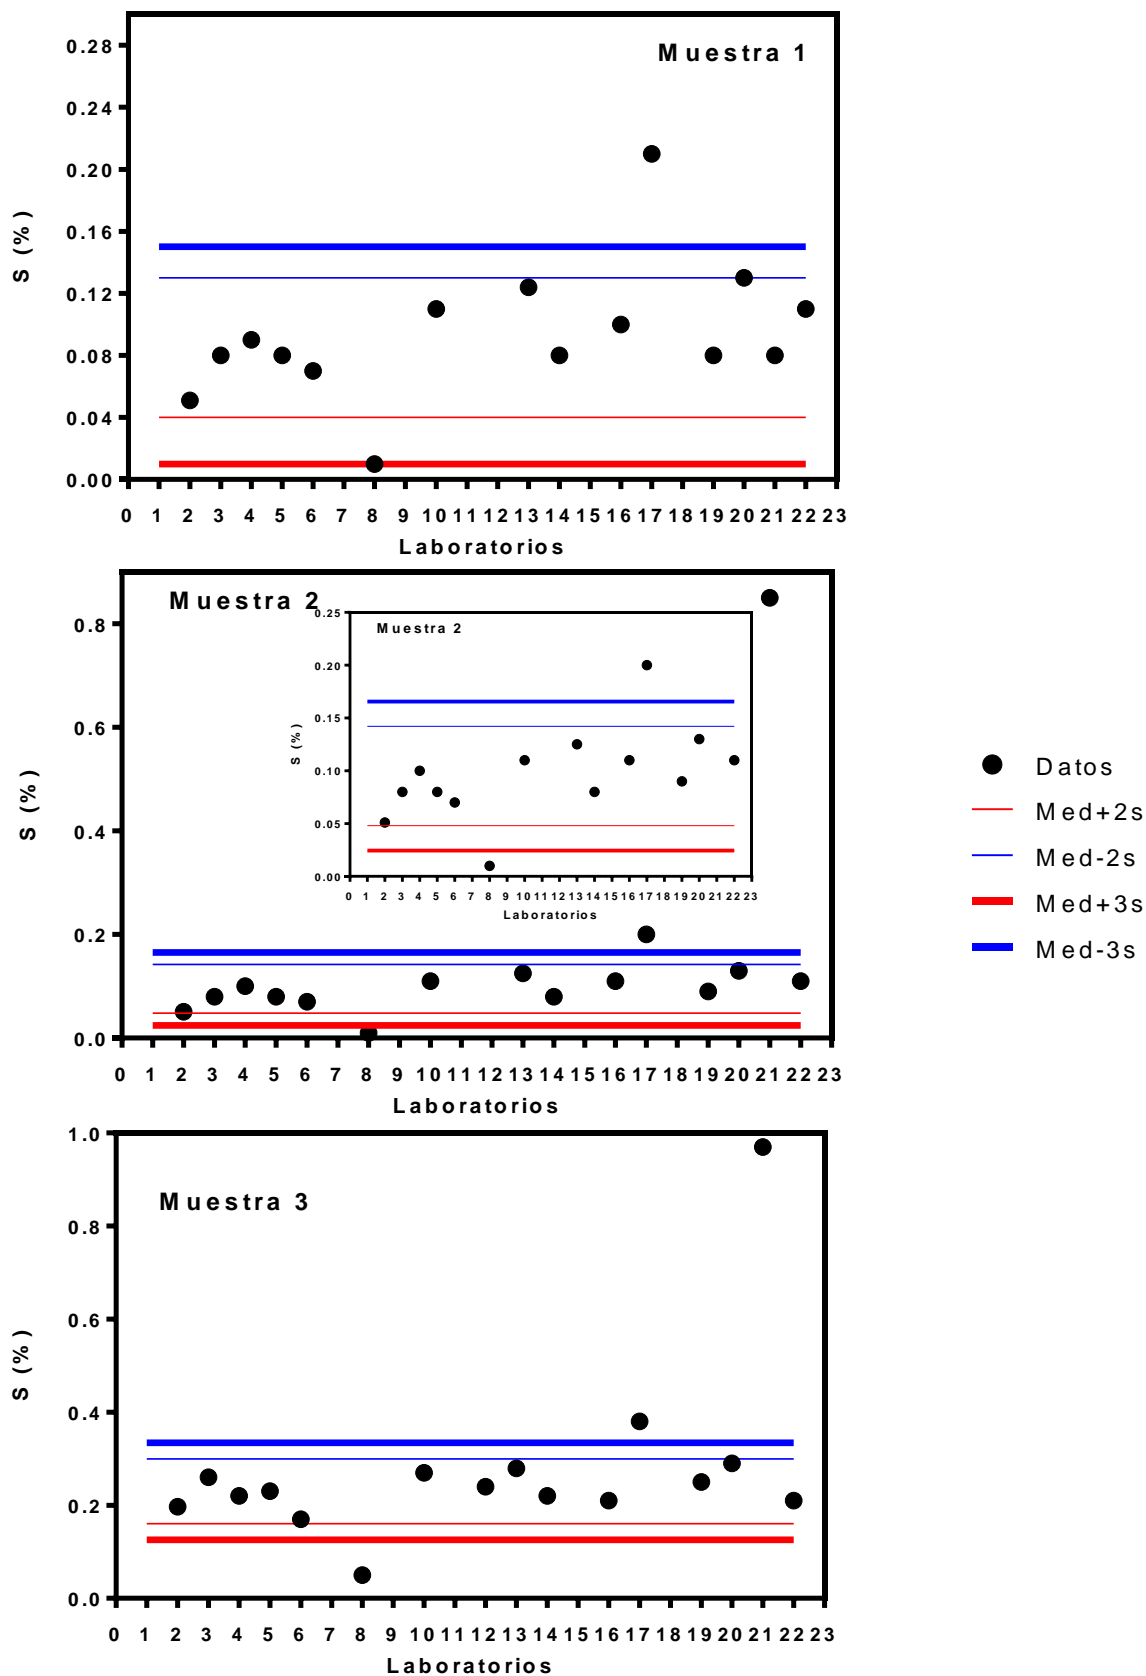 Muestra 1
0.28
0.24
0.20
0.16
0.12
0.08
0.04
0.00
S (%)
0 1 2 3 4 5 6 7 8 9 10 11 12 13 14 15 16 17 18 19 20 21 22 23
Laboratorios
Muestra 2
0.8
0.6
0.4
0.2
0.0
S (%)
Muestra 2
0.25
0.20
0.15
0.10
0.05
0.00
S (%)
0 1 2 3 4 5 6 7 8 9 10 11 12 13 14 15 16 17 18 19 20 21 22 23
Laboratorios
0 1 2 3 4 5 6 7 8 9 10 11 12 13 14 15 16 17 18 19 20 21 22 23
Laboratorios
Datos
Med+2s
Med-2s
Med+3s
Med-3s
Muestra 3
1.0
0.8
0.6
0.4
0.2
0.0
S (%)
0 1 2 3 4 5 6 7 8 9 10 11 12 13 14 15 16 17 18 19 20 21 22 23
Laboratorios